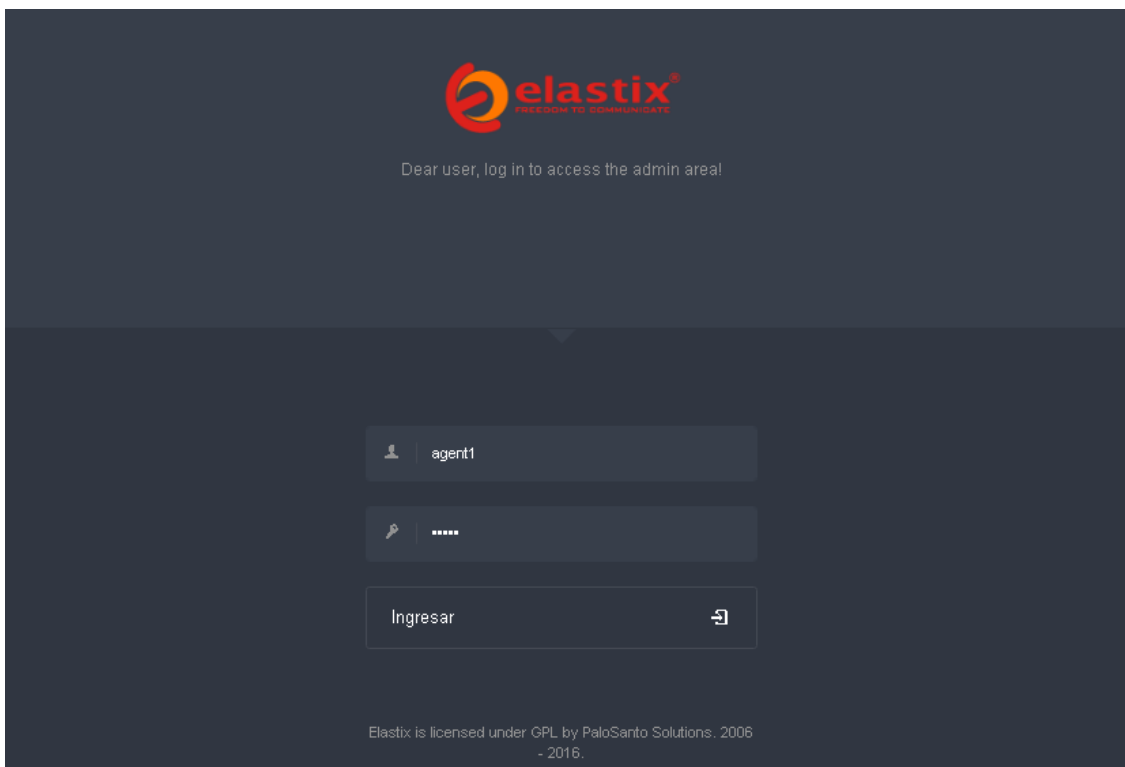 elastix®
FREEDOM TO COMMUNICATE
Dear user, log in to access the admin area!
agent1
•••••
Ingresar
Elastix is licensed under GPL by PaloSanto Solutions. 2006
- 2016.